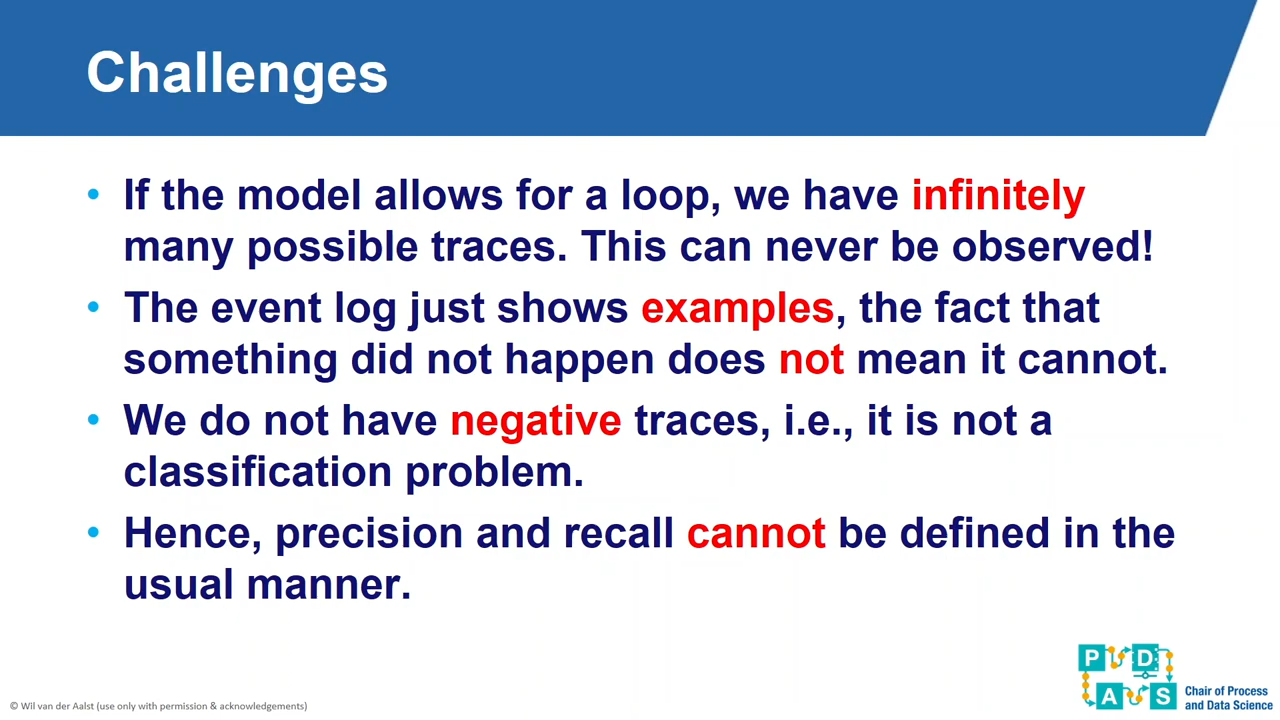 Challenges
• If the model allows for a loop, we have infinitely
many possible traces. This can never be observed!
• The event log just shows examples, the fact that
something did not happen does not mean it cannot.
• We do not have negative traces, i.e., it is not a
classification problem.
• Hence, precision and recall cannot be defined in the
usual manner.
P D
A S
Chair of Process
and Data Science
© Wil van der Aalst (use only with permission & acknowledgements)